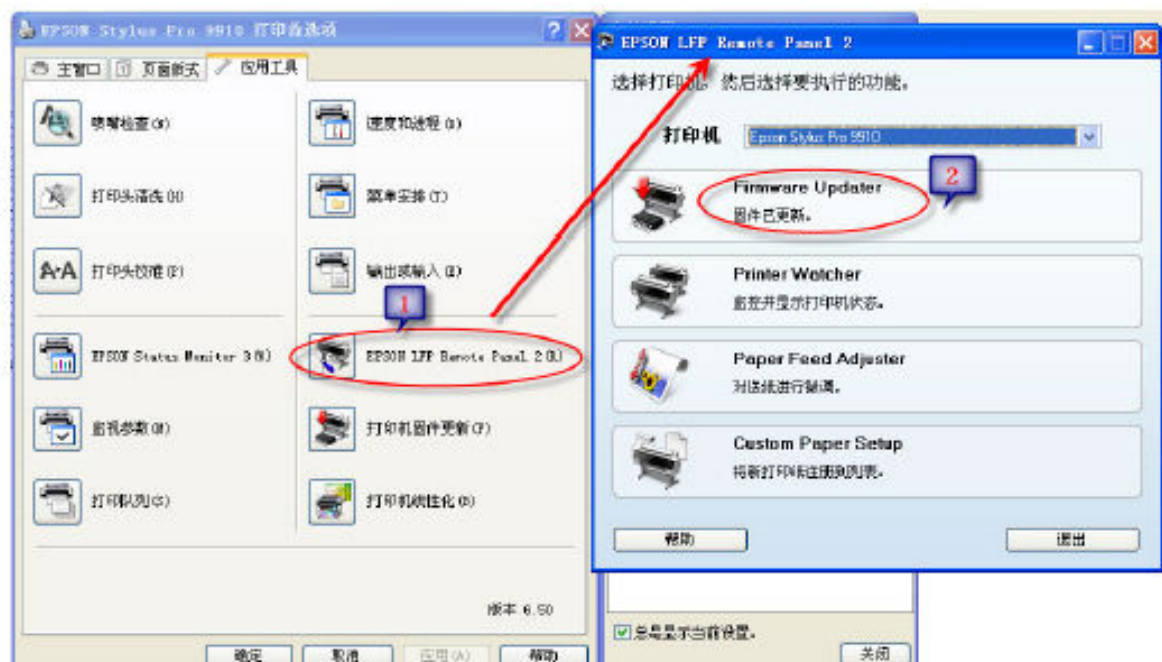 EPSON Stylus Pro 9910 打印首选项
主窗口 页面版式 应用工具
喷嘴检查(N)
速度和进程(S)
打印头清洗(H)
菜单安排(T)
A·A 打印头校准(P)
输出或输入(E)
1
EPSON Status Monitor 3(N)
EPSON LFP Remote Panel 2(L)
监视参数(M)
打印机固件更新(F)
打印队列(S)
打印机线性化(B)
版本 6.50
确定 取消 应用(A) 帮助
EPSON LFP Remote Panel 2
选择打印机。然后选择要执行的功能。
打印机 Epson Stylus Pro 9910
Firmware Updater
固件已更新。
2
Printer Watcher
监控并显示打印机状态。
Paper Feed Adjuster
对送纸进行微调。
Custom Paper Setup
将新打印纸注册到列表。
帮助 退出
总是显示当前设置。
关闭